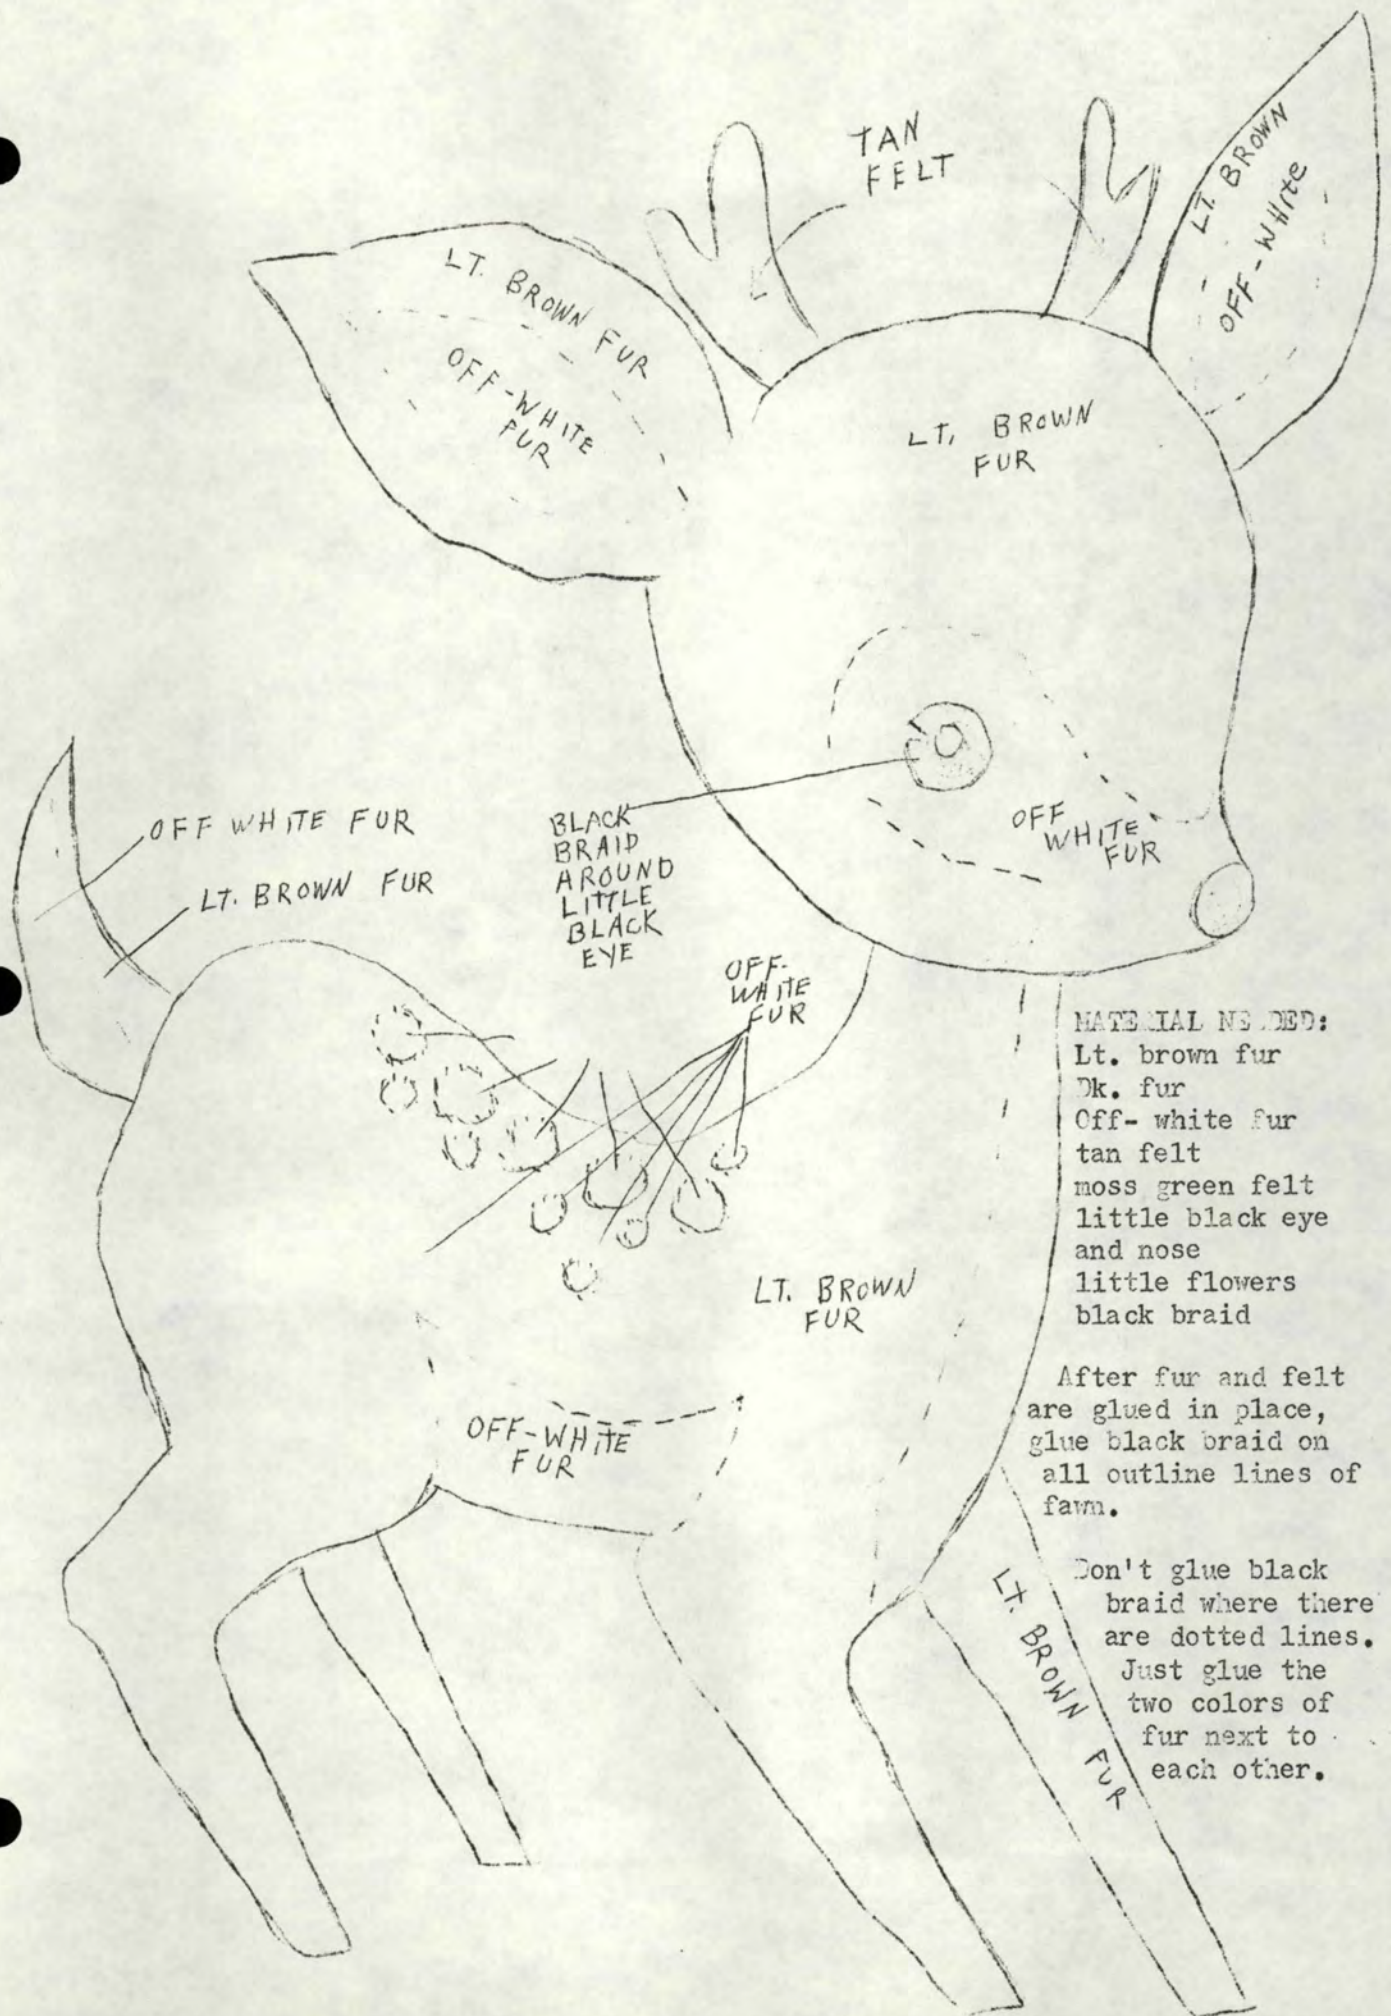 TAN
FELT
LT. BROWN
OFF-WHITE
LT. BROWN FUR
OFF-WHITE
FUR
LT. BROWN
FUR
OFF
WHITE
FUR
OFF WHITE FUR
LT. BROWN FUR
BLACK
BRAID
AROUND
LITTLE
BLACK
EYE
OFF-
WHITE
FUR
LT. BROWN
FUR
OFF-WHITE
FUR
LT. BROWN FUR
MATERIAL NEEDED:
Lt. brown fur
Dk. fur
Off- white fur
tan felt
moss green felt
little black eye
and nose
little flowers
black braid
After fur and felt
are glued in place,
glue black braid on
all outline lines of
fawn.
Don't glue black
braid where there
are dotted lines.
Just glue the
two colors of
fur next to
each other.